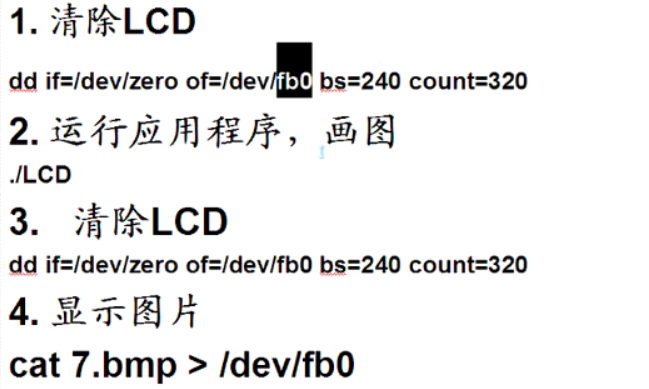 1. 清除LCD
dd if=/dev/zero of=/dev/fb0 bs=240 count=320
2. 运行应用程序，画图
./LCD
3. 清除LCD
dd if=/dev/zero of=/dev/fb0 bs=240 count=320
4. 显示图片
cat 7.bmp > /dev/fb0